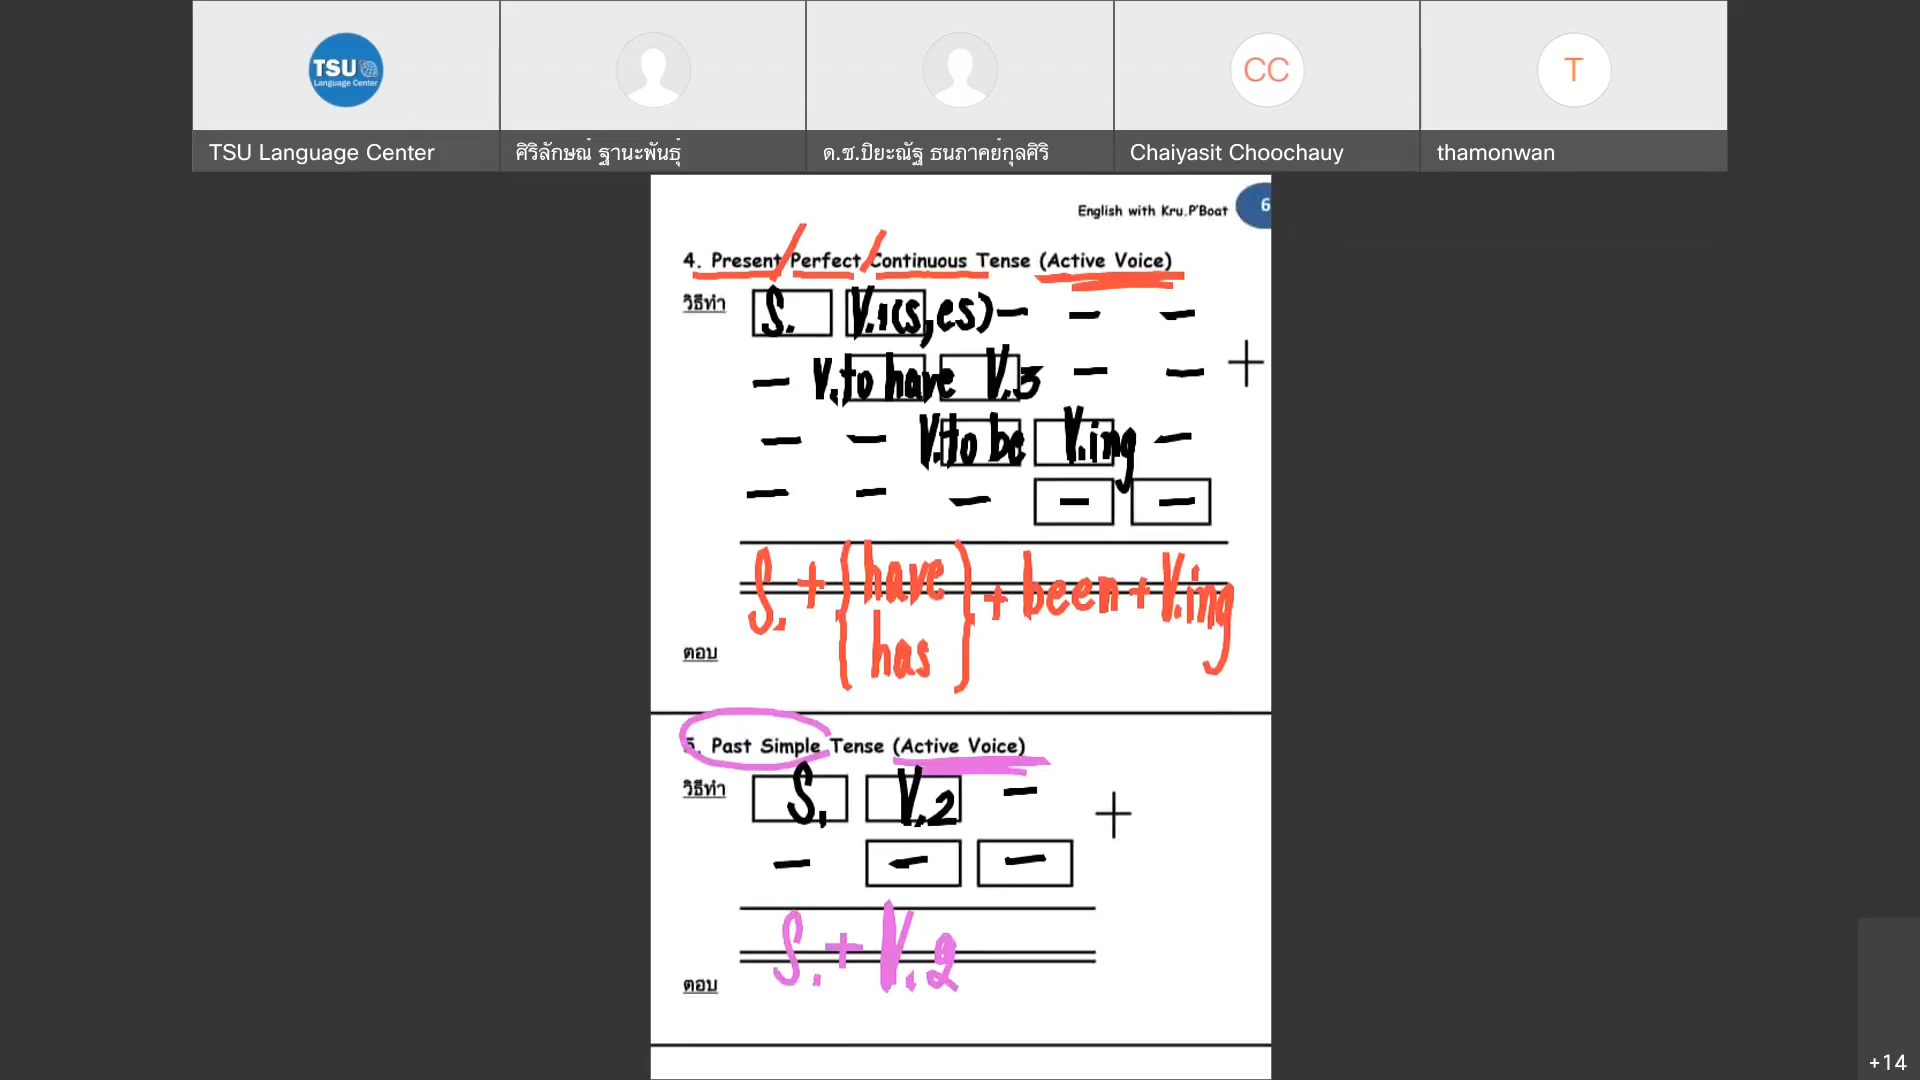 TSU
Language Center
CC
T
TSU Language Center
ศิริลักษณ์ ฐานะพันธุ์
ด.ช.ปิยะณัฐ ธนภาคย์กุลศิริ
Chaiyasit Choochauy
thamonwan
English with Kru.P'Boat
6
4. Present/Perfect/Continuous Tense (Active Voice)
วิธีทำ S. V.1(s,es) — — —
— V.to have V.3 — — +
— — V.to be V.ing —
— — — — —
S. + {have has} + been + V.ing
ตอบ
5. Past Simple Tense (Active Voice)
วิธีทำ S. V.2 — +
— — —
S. + V.2
ตอบ
+14